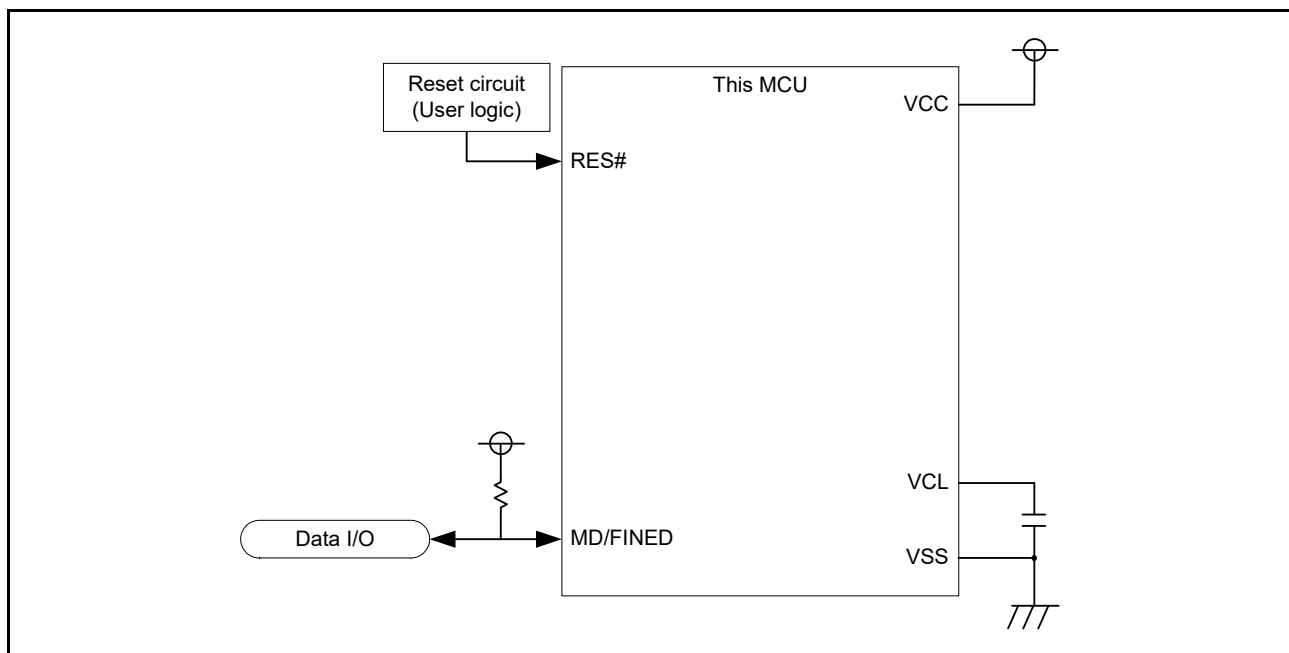 Reset circuit
(User logic)
This MCU
VCC
RES#
VCL
Data I/O
MD/FINED
VSS